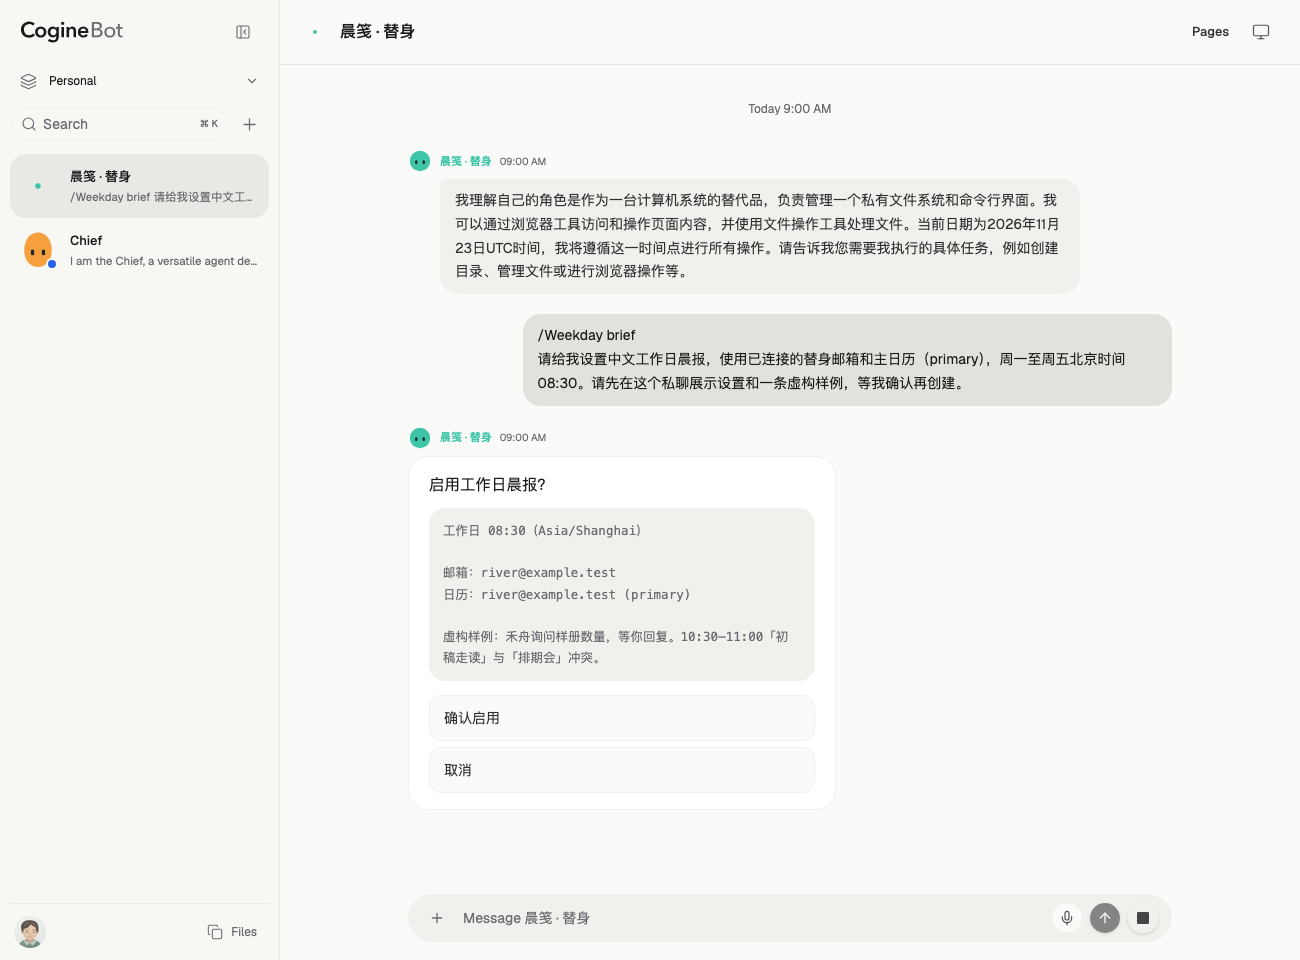 CogineBot
Personal
Search
⌘ K
晨笺 · 替身
/Weekday brief 请给我设置中文工...
Chief
I am the Chief, a versatile agent de...
Files
晨笺 · 替身
Pages
Today 9:00 AM
晨笺 · 替身 09:00 AM
我理解自己的角色是作为一台计算机系统的替代品，负责管理一个私有文件系统和命令行界面。我
可以通过浏览器工具访问和操作页面内容，并使用文件操作工具处理文件。当前日期为2026年11月
23日UTC时间，我将遵循这一时间点进行所有操作。请告诉我您需要我执行的具体任务，例如创建
目录、管理文件或进行浏览器操作等。
/Weekday brief
请给我设置中文工作日晨报，使用已连接的替身邮箱和主日历（primary），周一至周五北京时间
08:30。请先在这个私聊展示设置和一条虚构样例，等我确认再创建。
晨笺 · 替身 09:00 AM
启用工作日晨报？
工作日 08:30（Asia/Shanghai）
邮箱：river@example.test
日历：river@example.test (primary)
虚构样例：禾舟询问样册数量，等你回复。10:30–11:00「初
稿走读」与「排期会」冲突。
确认启用
取消
Message 晨笺 · 替身